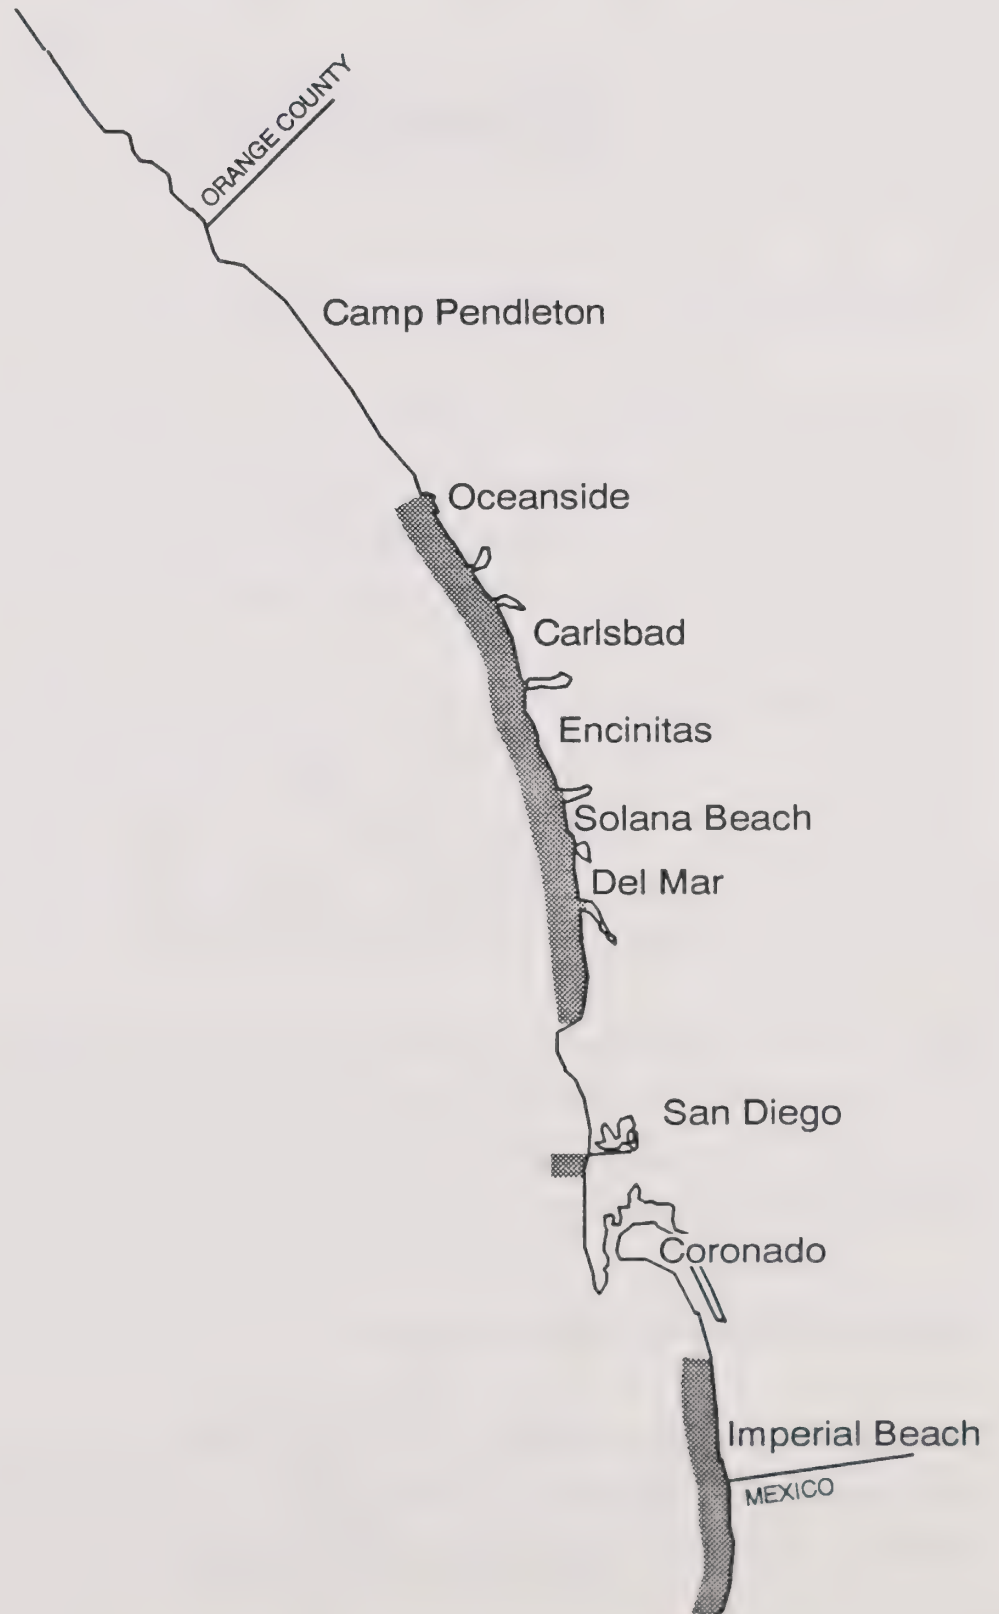 ORANGE COUNTY
Camp Pendleton
Oceanside
Carlsbad
Encinitas
Solana Beach
Del Mar
San Diego
Coronado
Imperial Beach
MEXICO